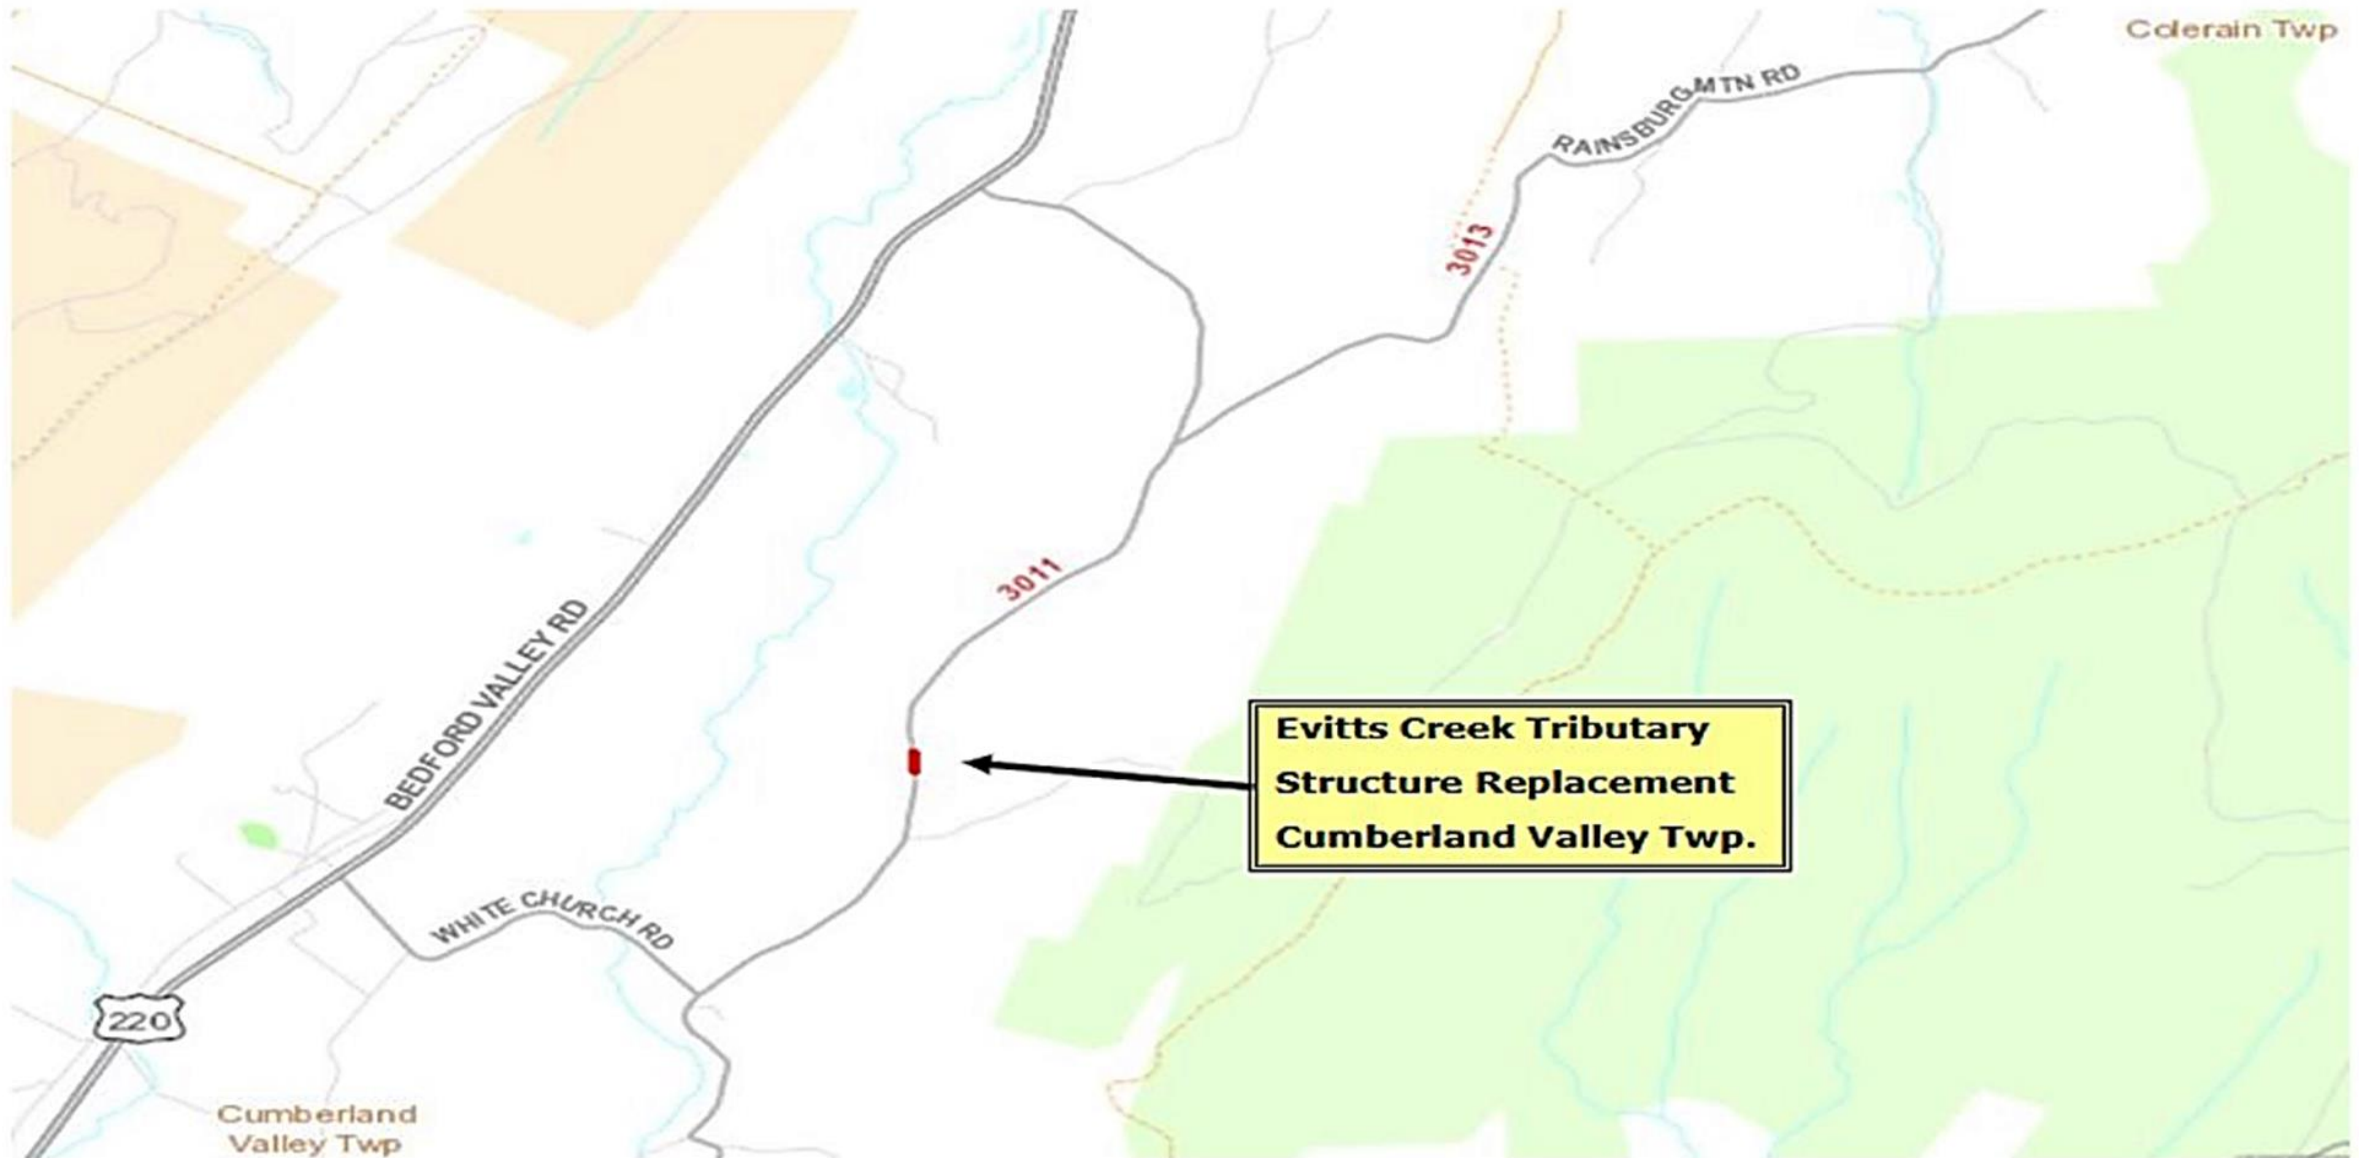 Colerain Twp
RAINSBURG MTN RD
3013
3011
BEDFORD VALLEY RD
Evitts Creek Tributary
Structure Replacement
Cumberland Valley Twp.
WHITE CHURCH RD
220
Cumberland
Valley Twp